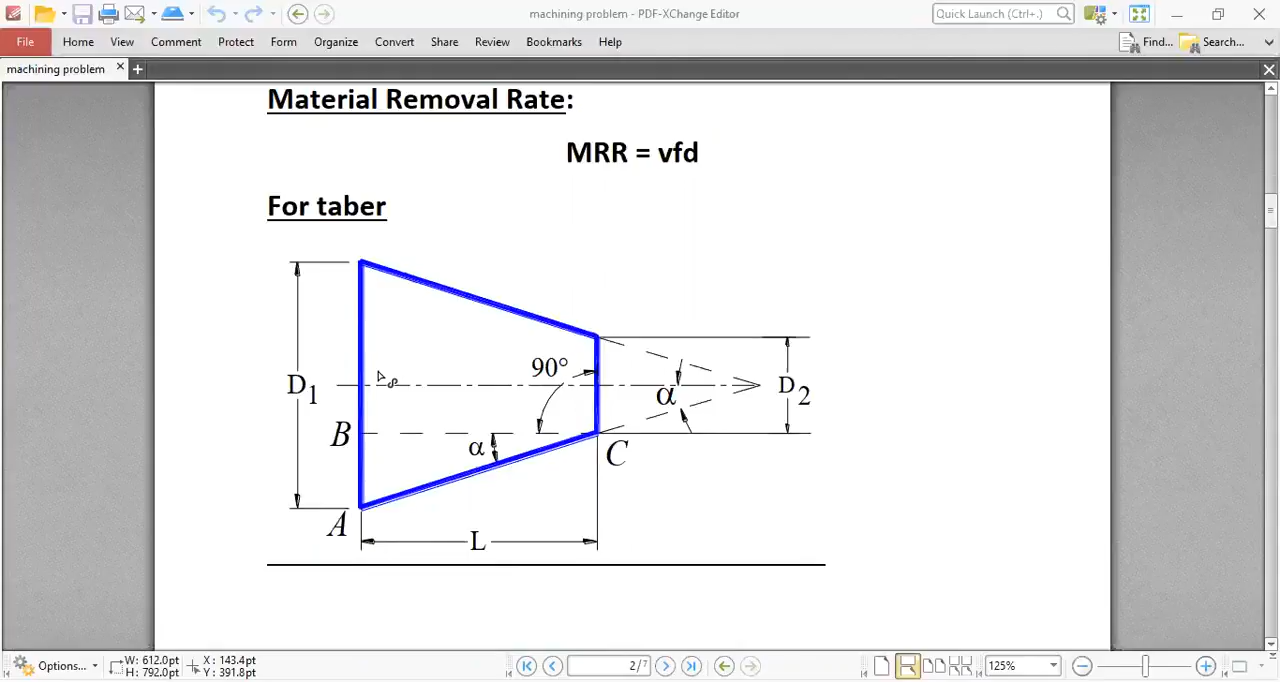 machining problem - PDF-XChange Editor
Quick Launch (Ctrl+.)
File Home View Comment Protect Form Organize Convert Share Review Bookmarks Help
Find... Search...
machining problem
Material Removal Rate:
MRR = vfd
For taber
90°
D1
α
D2
B
α
C
A
L
Options...
W: 612.0pt
H: 792.0pt
X : 143.4pt
Y : 391.8pt
2/7
125%